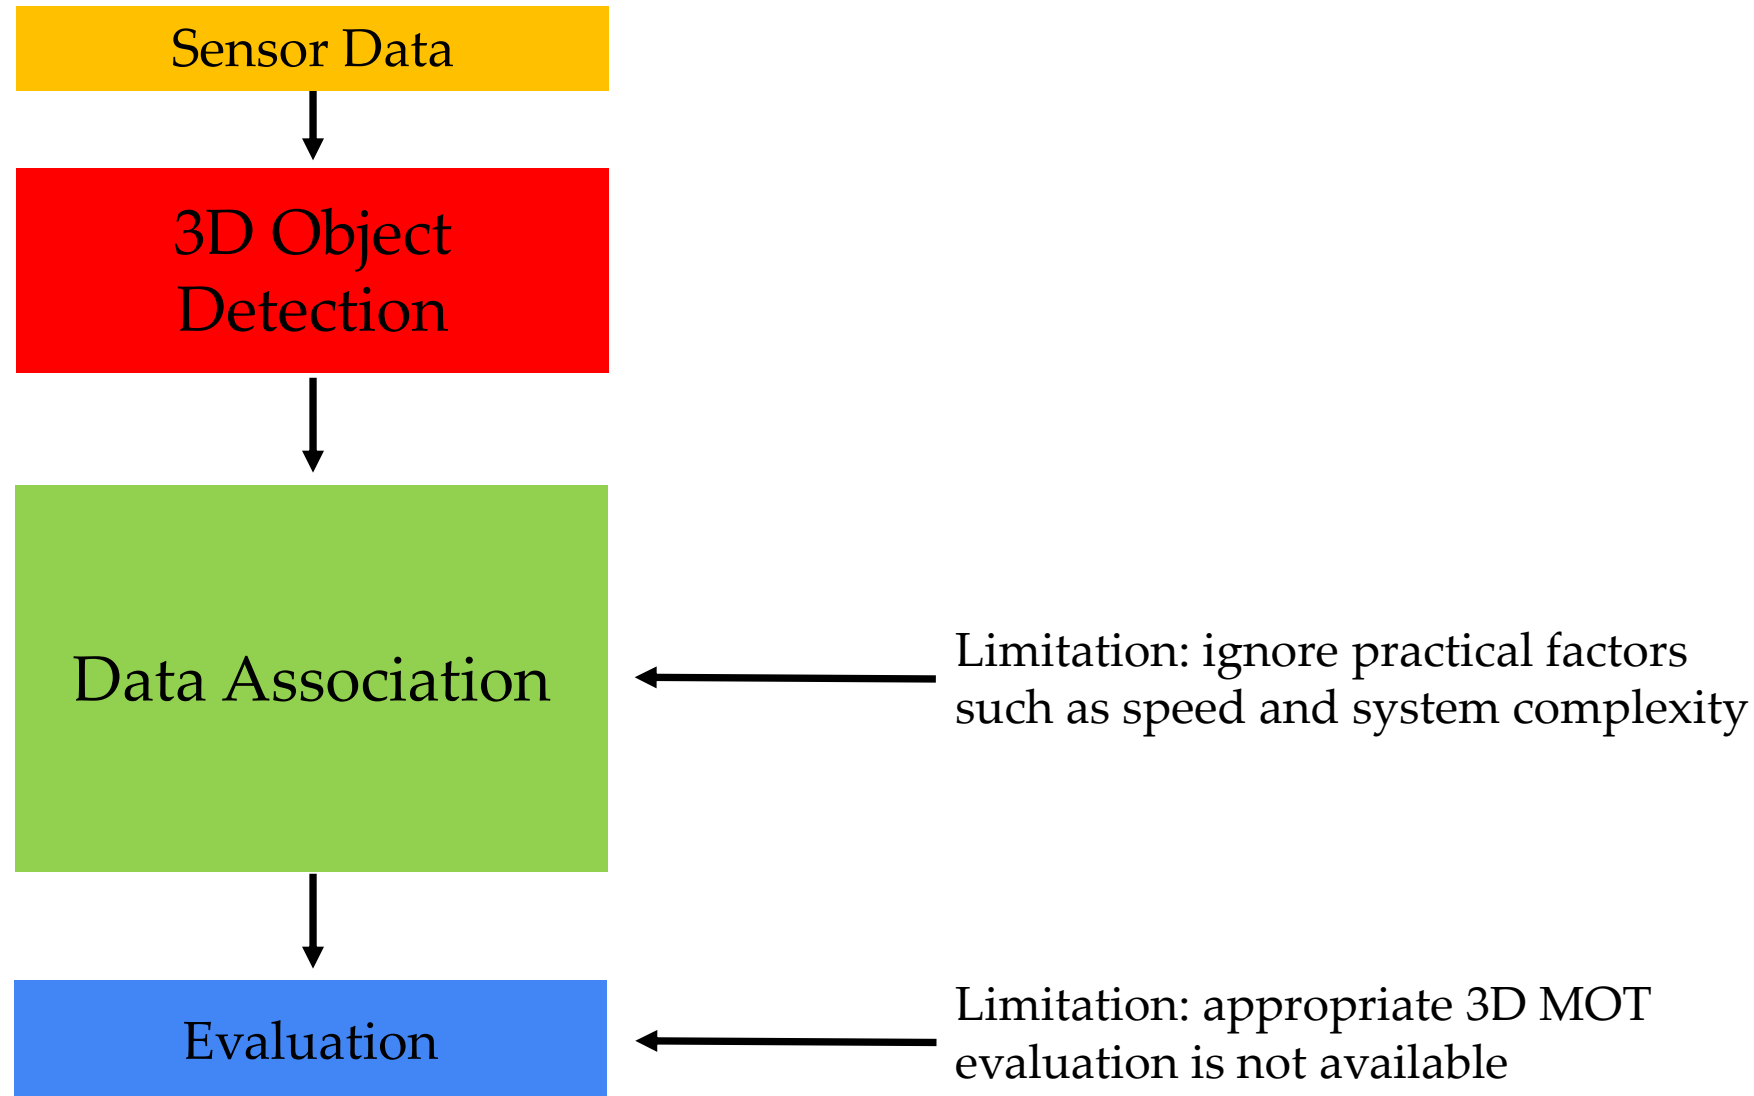 Sensor Data
3D Object
Detection
Data Association
Limitation: ignore practical factors
such as speed and system complexity
Evaluation
Limitation: appropriate 3D MOT
evaluation is not available